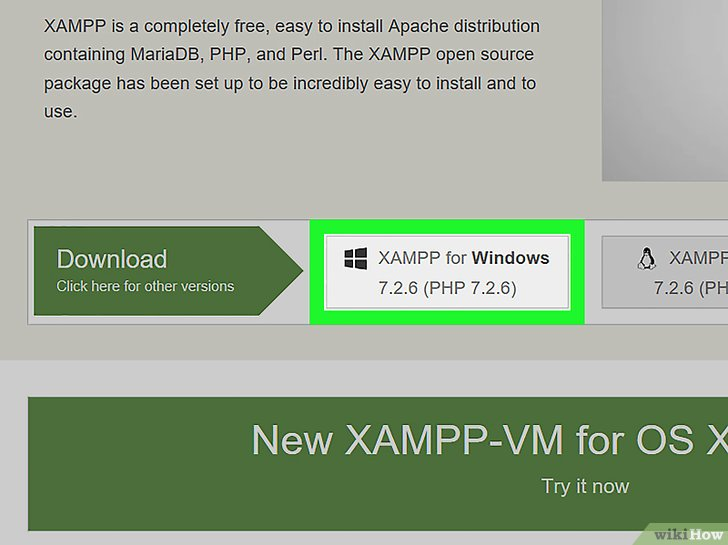 XAMPP is a completely free, easy to install Apache distribution
containing MariaDB, PHP, and Perl. The XAMPP open source
package has been set up to be incredibly easy to install and to
use.
Download
Click here for other versions
XAMPP for Windows
7.2.6 (PHP 7.2.6)
XAMPP
7.2.6 (PH
New XAMPP-VM for OS X
Try it now
wikiHow